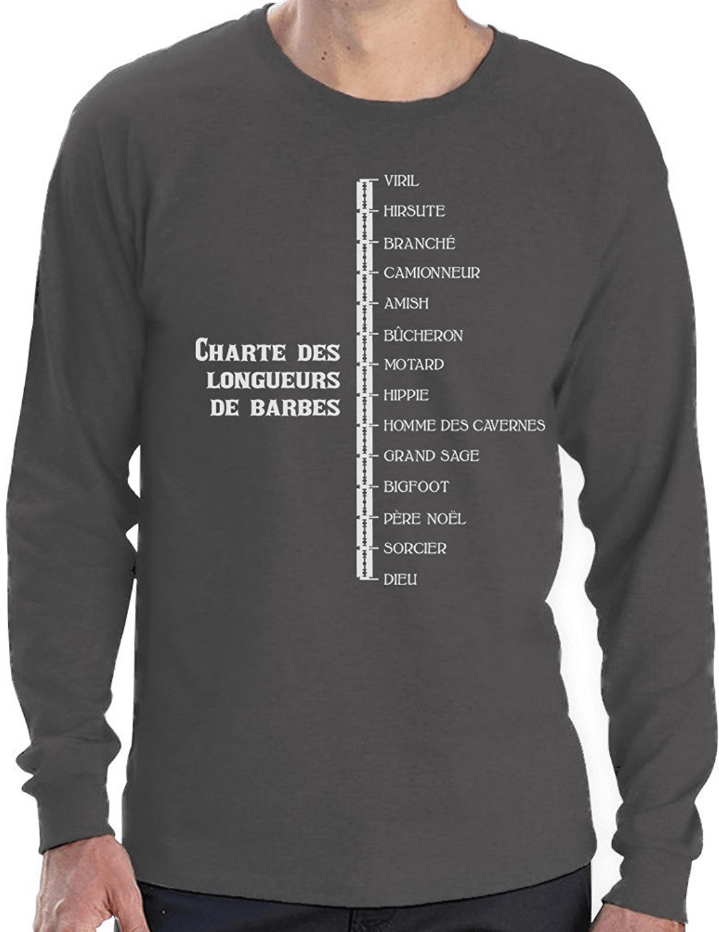 VIRIL
HIRSUTE
BRANCHÉ
CAMIONNEUR
AMISH
BÛCHERON
MOTARD
HIPPIE
HOMME DES CAVERNES
GRAND SAGE
BIGFOOT
PÈRE NOËL
SORCIER
DIEU
CHARTE DES
LONGUEURS
DE BARBES